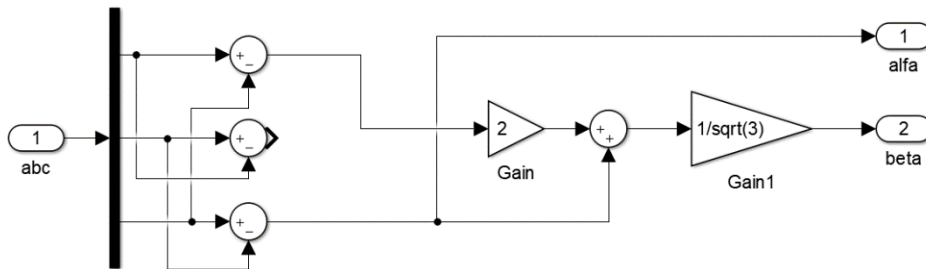 1
abc
+
−
+
−
+
−
2
Gain
+
+
1/sqrt(3)
Gain1
1
alfa
2
beta